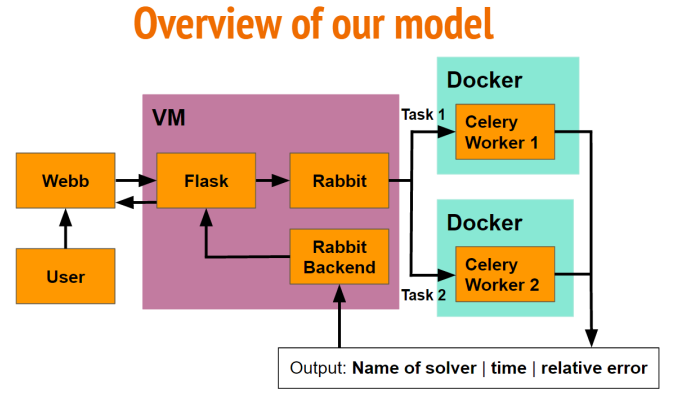 Overview of our model
VM
Webb
Flask
Rabbit
User
Rabbit
Backend
Task 1
Docker
Celery
Worker 1
Docker
Celery
Worker 2
Task 2
Output: Name of solver | time | relative error